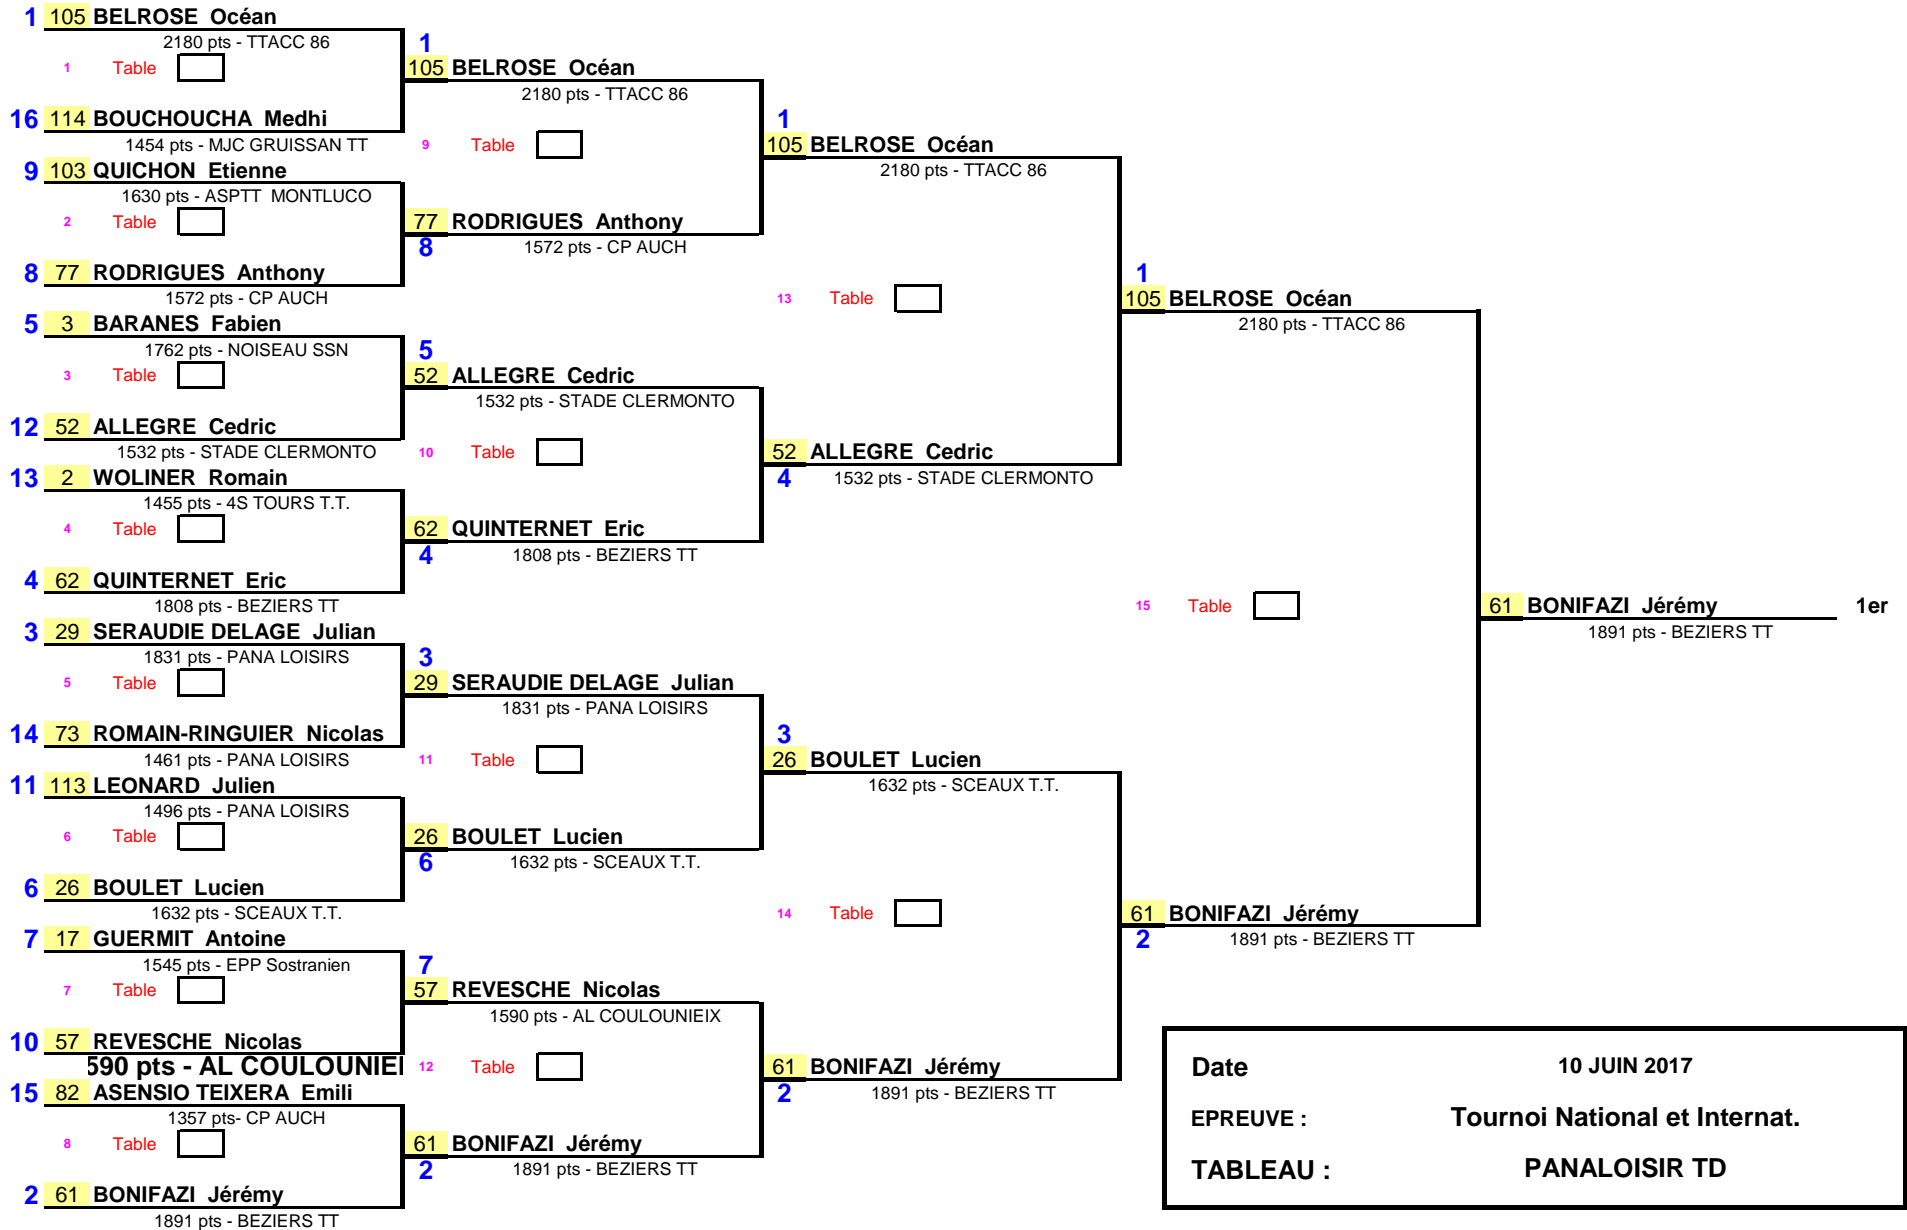 1 105 BELROSE Océan
2180 pts - TTACC 86
1 Table
16 114 BOUCHOUCHA Medhi
1454 pts - MJC GRUISSAN TT
9 103 QUICHON Etienne
1630 pts - ASPTT MONTLUCO
2 Table
8 77 RODRIGUES Anthony
1572 pts - CP AUCH
5 3 BARANES Fabien
1762 pts - NOISEAU SSN
3 Table
12 52 ALLEGRE Cedric
1532 pts - STADE CLERMONTO
13 2 WOLINER Romain
1455 pts - 4S TOURS T.T.
4 Table
4 62 QUINTERNET Eric
1808 pts - BEZIERS TT
3 29 SERAUDIE DELAGE Julian
1831 pts - PANA LOISIRS
5 Table
14 73 ROMAIN-RINGUIER Nicolas
1461 pts - PANA LOISIRS
11 113 LEONARD Julien
1496 pts - PANA LOISIRS
6 Table
6 26 BOULET Lucien
1632 pts - SCEAUX T.T.
7 17 GUERMIT Antoine
1545 pts - EPP Sostranien
7 Table
10 57 REVESCHE Nicolas
590 pts - AL COULOUNIEI
15 82 ASENSIO TEIXERA Emili
1357 pts- CP AUCH
8 Table
2 61 BONIFAZI Jérémy
1891 pts - BEZIERS TT
1
105 BELROSE Océan
2180 pts - TTACC 86
9 Table
77 RODRIGUES Anthony
8 1572 pts - CP AUCH
5
52 ALLEGRE Cedric
1532 pts - STADE CLERMONTO
10 Table
62 QUINTERNET Eric
4 1808 pts - BEZIERS TT
3
29 SERAUDIE DELAGE Julian
1831 pts - PANA LOISIRS
11 Table
26 BOULET Lucien
6 1632 pts - SCEAUX T.T.
7
57 REVESCHE Nicolas
1590 pts - AL COULOUNIEIX
12 Table
61 BONIFAZI Jérémy
2 1891 pts - BEZIERS TT
1
105 BELROSE Océan
2180 pts - TTACC 86
13 Table
52 ALLEGRE Cedric
4 1532 pts - STADE CLERMONTO
3
26 BOULET Lucien
1632 pts - SCEAUX T.T.
14 Table
61 BONIFAZI Jérémy
2 1891 pts - BEZIERS TT
1
105 BELROSE Océan
2180 pts - TTACC 86
15 Table
61 BONIFAZI Jérémy
2 1891 pts - BEZIERS TT
61 BONIFAZI Jérémy 1er
1891 pts - BEZIERS TT
Date 10 JUIN 2017
EPREUVE : Tournoi National et Internat.
TABLEAU : PANALOISIR TD